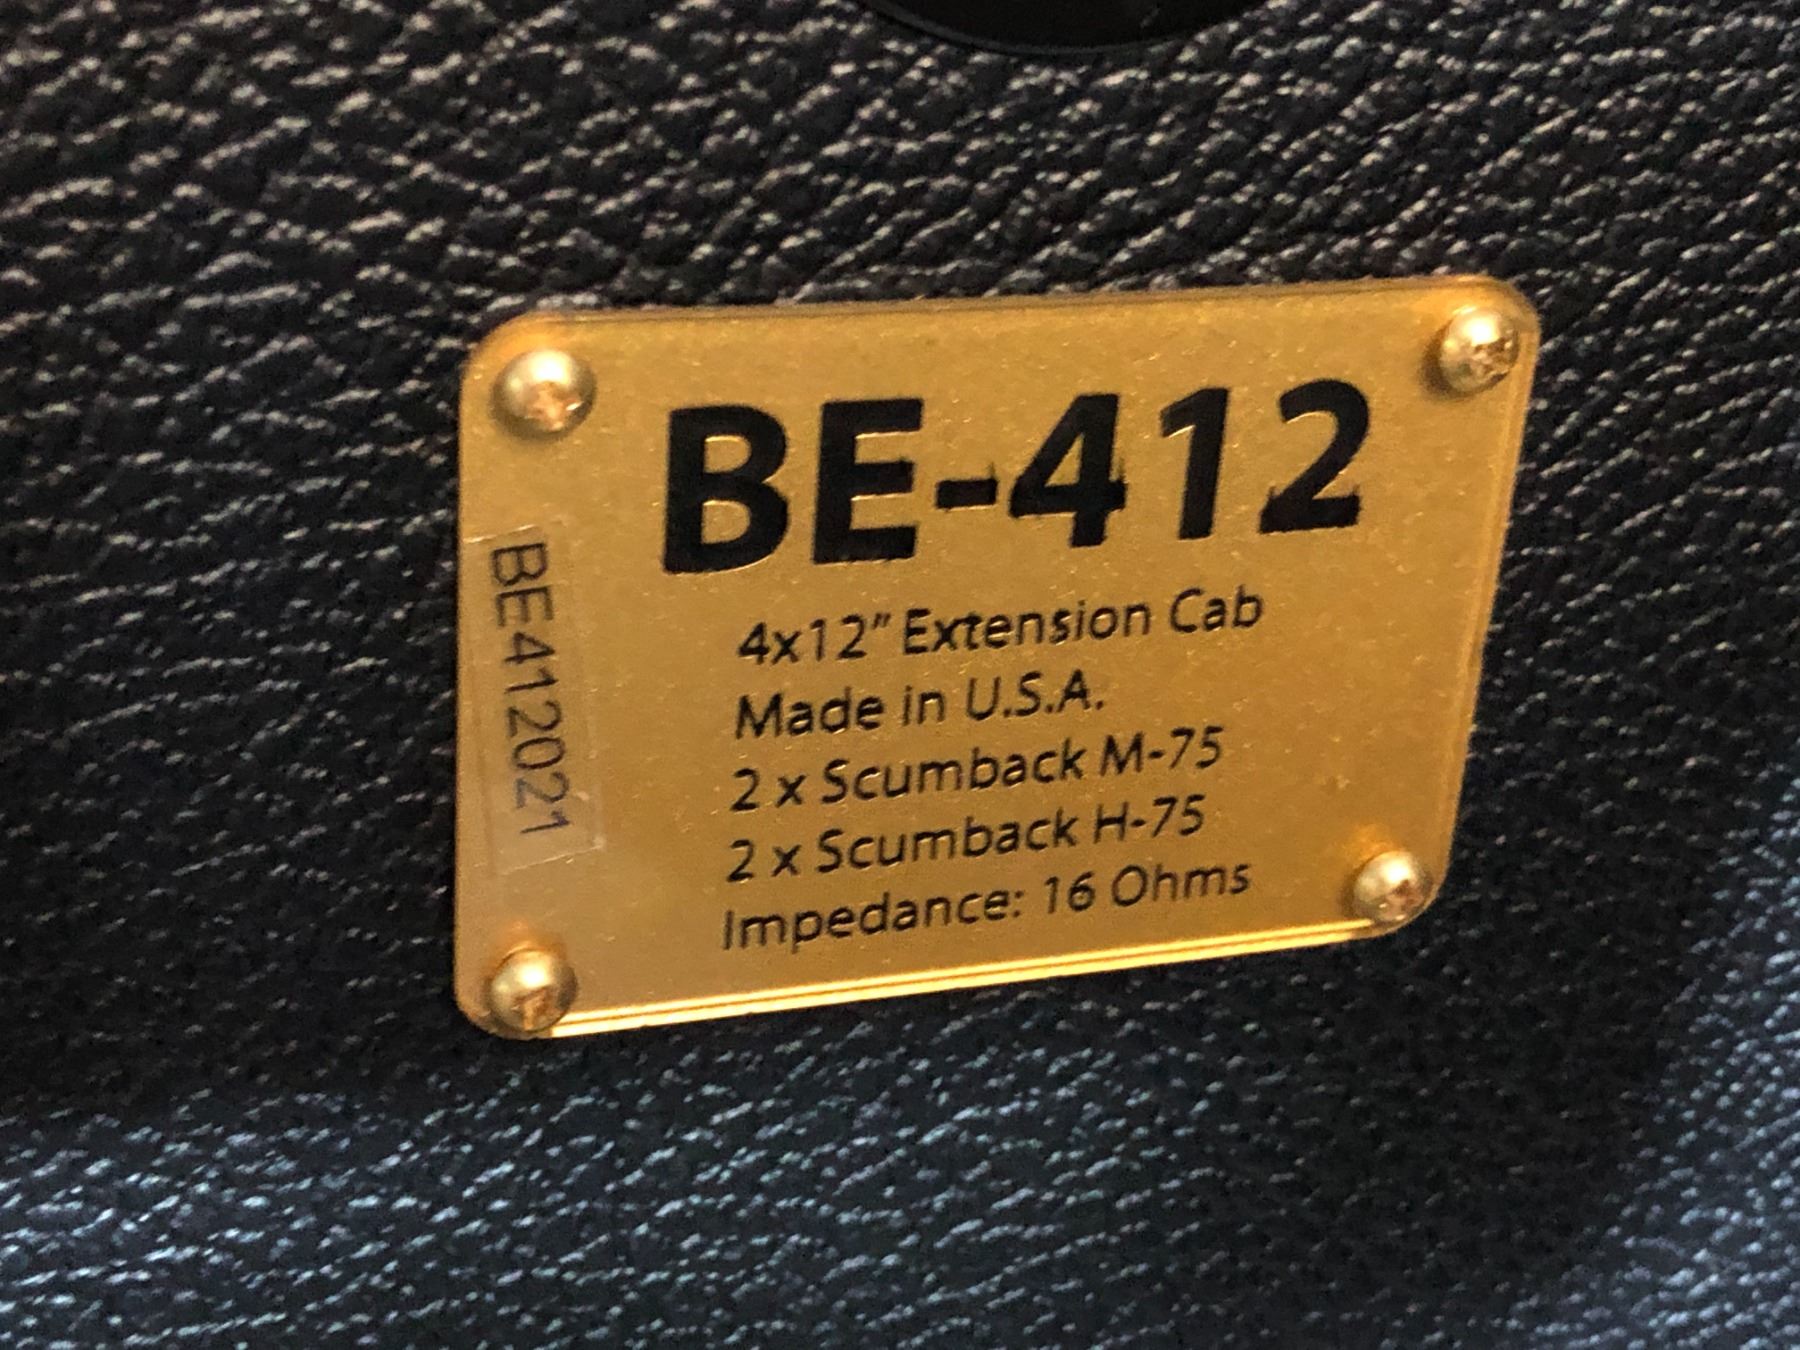 BE-412
4x12” Extension Cab
Made in U.S.A.
2 x Scumback M-75
2 x Scumback H-75
Impedance: 16 Ohms
BE412021